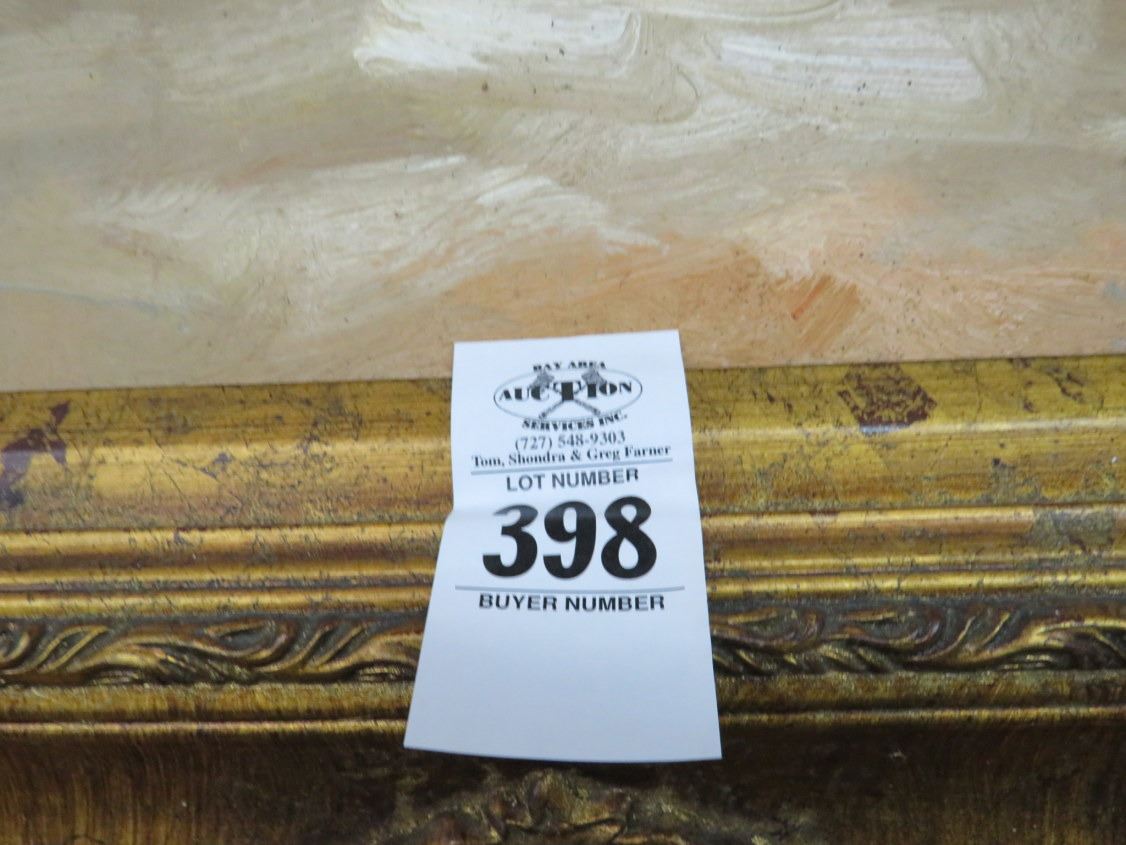 BAY AREA
AUCTION
SERVICES INC.
(727) 548-9303
Tom, Shondra & Greg Farner
LOT NUMBER
398
BUYER NUMBER